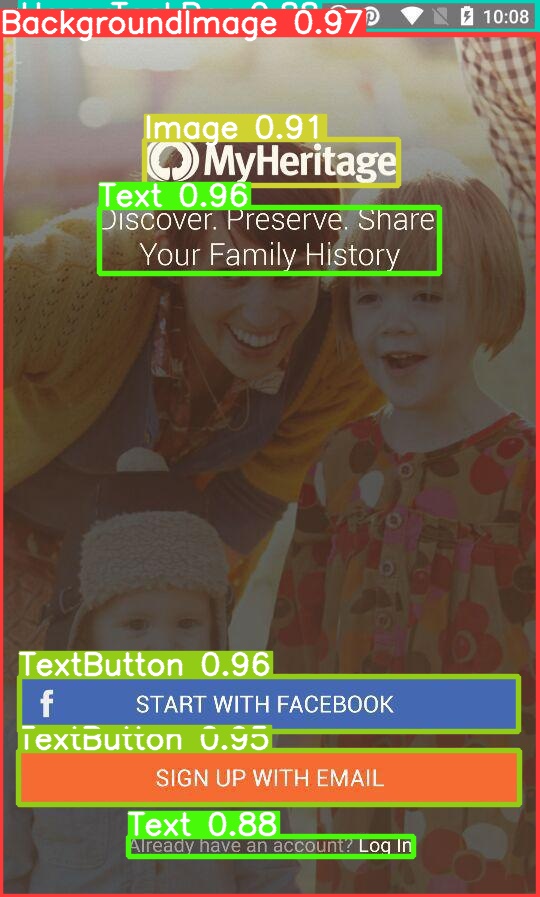 BackgroundImage 0.97
10:08
Image 0.91
MyHeritage
Text 0.96
Discover. Preserve. Share
Your Family History
TextButton 0.96
f START WITH FACEBOOK
TextButton 0.95
SIGN UP WITH EMAIL
Text 0.88
Already have an account? Log In